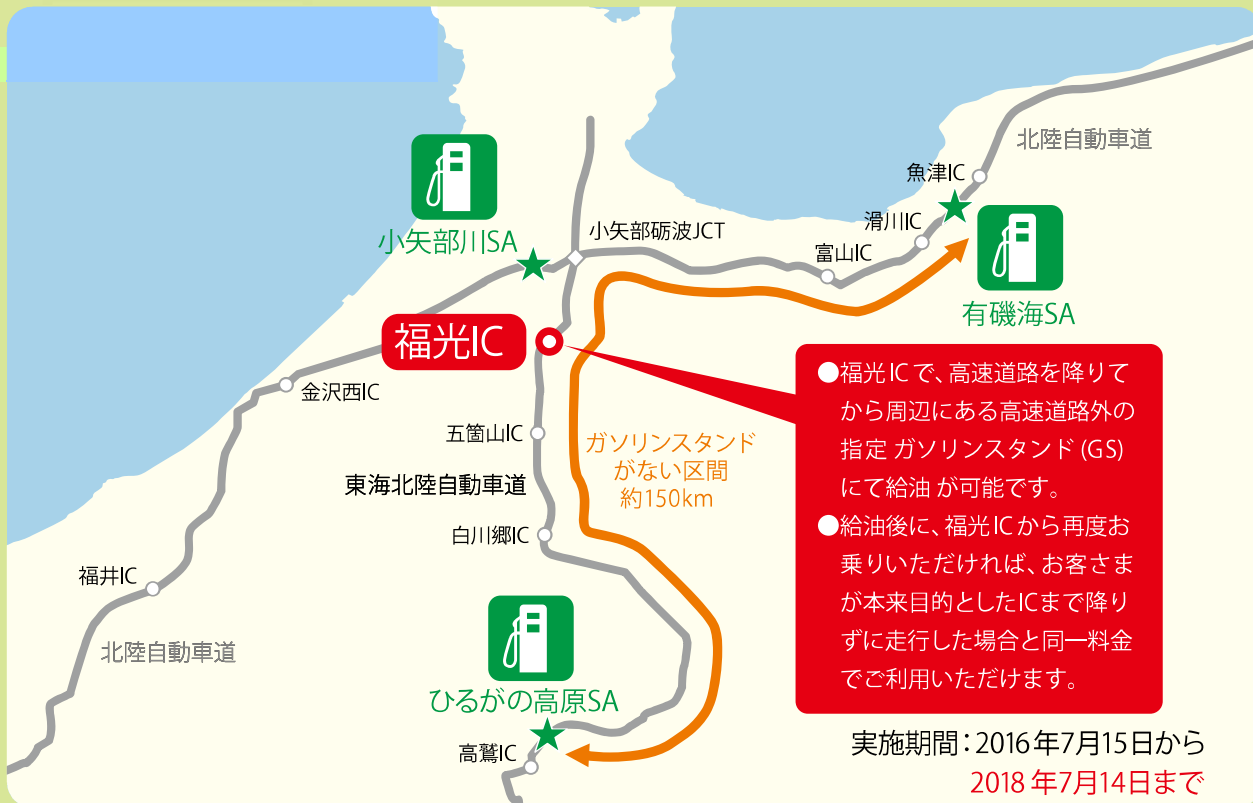 北陸自動車道
魚津IC
滑川IC
小矢部砺波JCT
小矢部川SA
富山IC
有磯海SA
福光IC
●福光ICで、高速道路を降りて
から周辺にある高速道路外の
指定 ガソリンスタンド (GS)
にて給油 が可能です。
●給油後に、福光ICから再度お
乗りいただければ、お客さま
が本来目的としたICまで降り
ずに走行した場合と同一料金
でご利用いただけます。
金沢西IC
五箇山IC
ガソリンスタンド
がない区間
約150km
東海北陸自動車道
白川郷IC
福井IC
北陸自動車道
ひるがの高原SA
高鷲IC
実施期間：2016年7月15日から
2018年7月14日まで